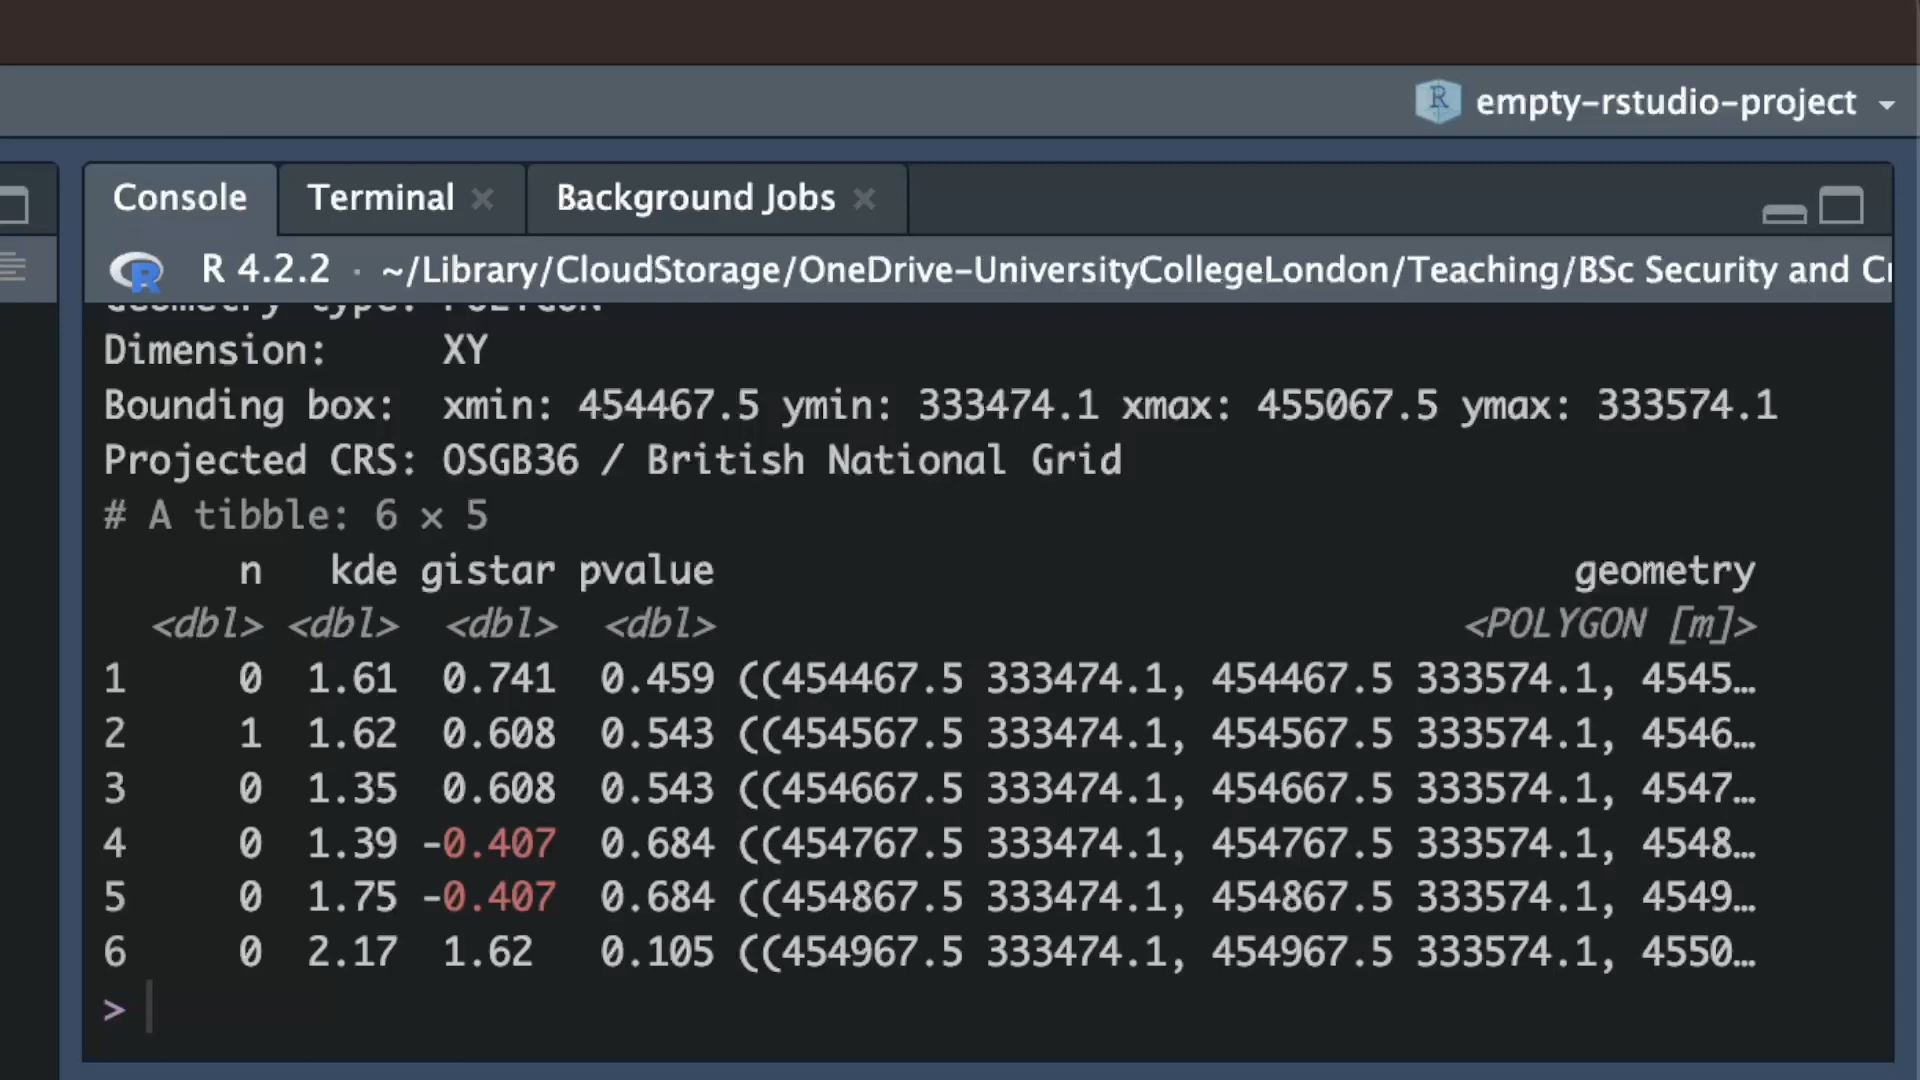 empty-rstudio-project
Console Terminal Background Jobs
R 4.2.2 · ~/Library/CloudStorage/OneDrive-UniversityCollegeLondon/Teaching/BSc Security and Cr
Geometry type: POLYGON
Dimension: XY
Bounding box: xmin: 454467.5 ymin: 333474.1 xmax: 455067.5 ymax: 333574.1
Projected CRS: OSGB36 / British National Grid
# A tibble: 6 × 5
n kde gistar pvalue geometry
<dbl> <dbl> <dbl> <dbl> <POLYGON [m]>
1 0 1.61 0.741 0.459 ((454467.5 333474.1, 454467.5 333574.1, 4545…
2 1 1.62 0.608 0.543 ((454567.5 333474.1, 454567.5 333574.1, 4546…
3 0 1.35 0.608 0.543 ((454667.5 333474.1, 454667.5 333574.1, 4547…
4 0 1.39 -0.407 0.684 ((454767.5 333474.1, 454767.5 333574.1, 4548…
5 0 1.75 -0.407 0.684 ((454867.5 333474.1, 454867.5 333574.1, 4549…
6 0 2.17 1.62 0.105 ((454967.5 333474.1, 454967.5 333574.1, 4550…
>